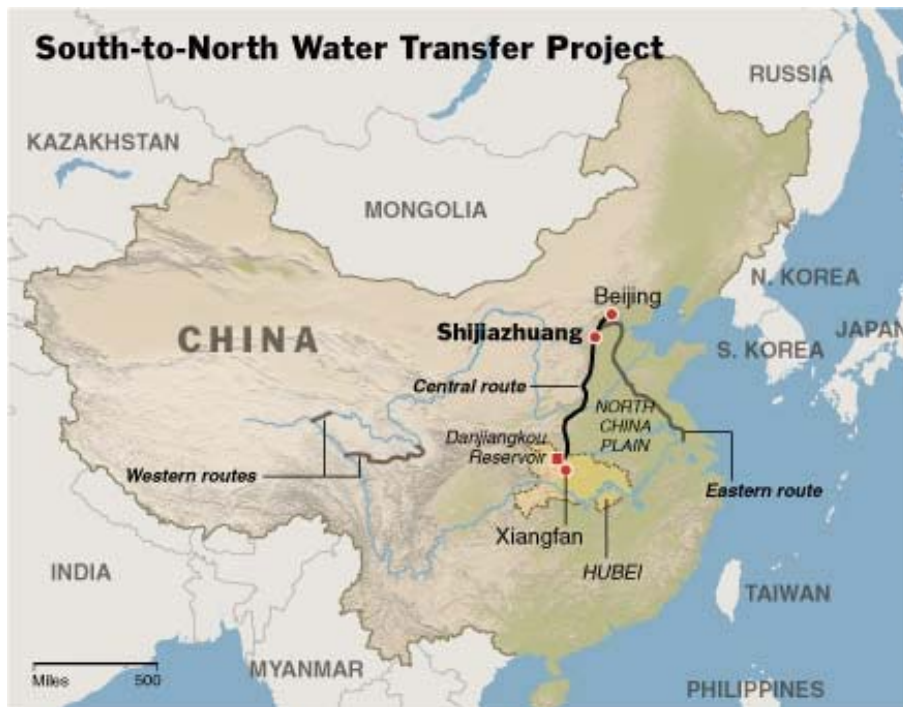 South-to-North Water Transfer Project
RUSSIA
KAZAKHSTAN
MONGOLIA
N. KOREA
Beijing
CHINA
Shijiazhuang
JAPAN
S. KOREA
Central route
NORTH
CHINA
PLAIN
Danjiangkou
Reservoir
Western routes
Eastern route
Xiangfan
HUBEI
INDIA
TAIWAN
MYANMAR
Miles 500
PHILIPPINES